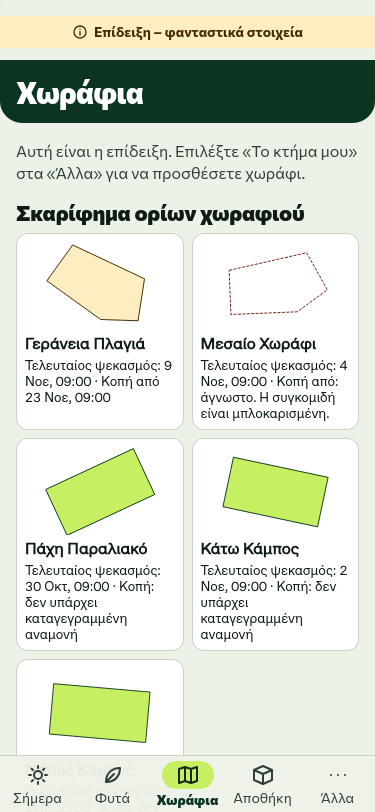 Επίδειξη – φανταστικά στοιχεία
Χωράφια
Αυτή είναι η επίδειξη. Επιλέξτε «Το κτήμα μου»
στα «Άλλα» για να προσθέσετε χωράφι.
Σκαρίφημα ορίων χωραφιού
Γεράνεια Πλαγιά
Τελευταίος ψεκασμός: 9
Νοε, 09:00 · Κοπή από
23 Νοε, 09:00
Μεσαίο Χωράφι
Τελευταίος ψεκασμός: 4
Νοε, 09:00 · Κοπή από:
άγνωστο. Η συγκομιδή
είναι μπλοκαρισμένη.
Πάχη Παραλιακό
Τελευταίος ψεκασμός:
30 Οκτ, 09:00 · Κοπή:
δεν υπάρχει
καταγεγραμμένη
αναμονή
Κάτω Κάμπος
Τελευταίος ψεκασμός: 2
Νοε, 09:00 · Κοπή: δεν
υπάρχει
καταγεγραμμένη
αναμονή
Σήμερα
Φυτά
Χωράφια
Αποθήκη
Άλλα